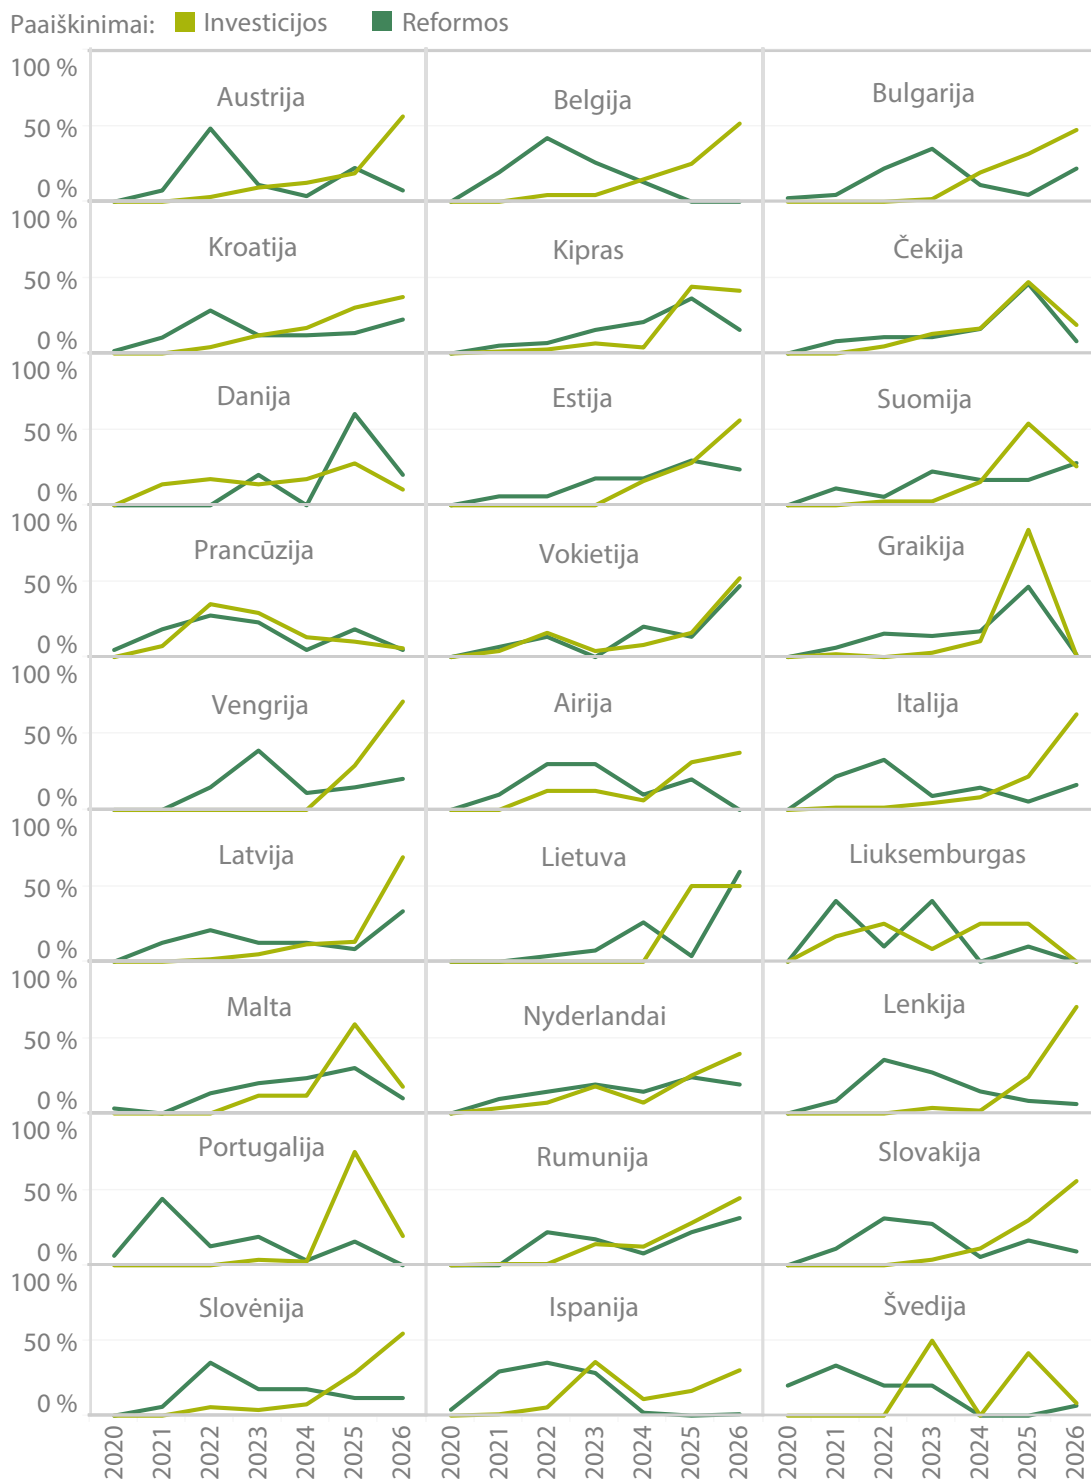 Paaiškinimai: Investicijos Reformos
100 %
Austrija Belgija Bulgarija
50 %
0 %
100 %
Kroatija Kipras Čekija
50 %
0 %
100 %
Danija Estija Suomija
50 %
0 %
100 %
Prancūzija Vokietija Graikija
50 %
0 %
100 %
Vengrija Airija Italija
50 %
0 %
100 %
Latvija Lietuva Liuksemburgas
50 %
0 %
100 %
Malta Nyderlandai Lenkija
50 %
0 %
100 %
Portugalija Rumunija Slovakija
50 %
0 %
100 %
Slovėnija Ispanija Švedija
50 %
0 %
2020 2021 2022 2023 2024 2025 2026 2020 2021 2022 2023 2024 2025 2026 2020 2021 2022 2023 2024 2025 2026